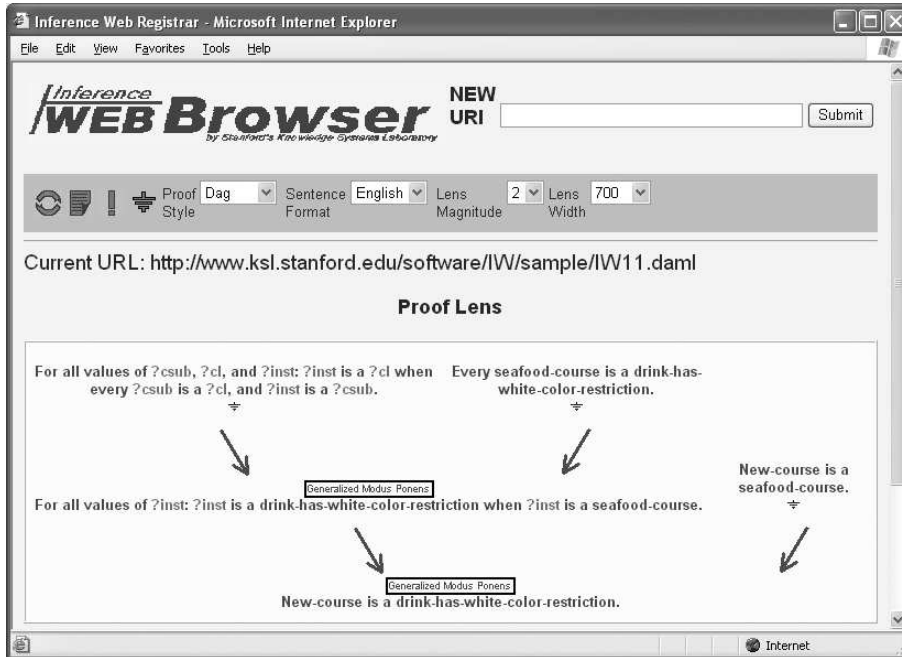 Inference Web Registrar - Microsoft Internet Explorer
File Edit View Favorites Tools Help
Inference
WEB Browser
by Stanford's Knowledge Systems Laboratory
NEW
URI
Submit
Proof
Style
Dag
Sentence
Format
English
Lens
Magnitude
2
Lens
Width
700
Current URL: http://www.ksl.stanford.edu/software/IW/sample/IW11.daml
Proof Lens
For all values of ?csub, ?cl, and ?inst: ?inst is a ?cl when
every ?csub is a ?cl, and ?inst is a ?csub.
Every seafood-course is a drink-has-
white-color-restriction.
New-course is a
seafood-course.
Generalized Modus Ponens
For all values of ?inst: ?inst is a drink-has-white-color-restriction when ?inst is a seafood-course.
Generalized Modus Ponens
New-course is a drink-has-white-color-restriction.
Internet